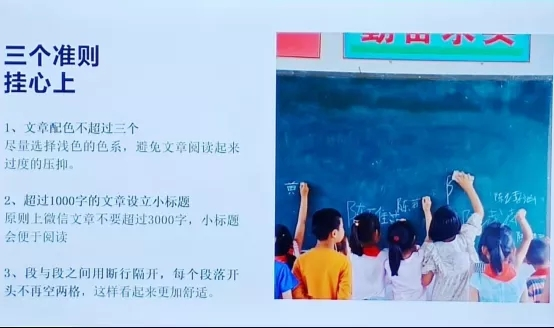 三个准则
挂心上
1、文章配色不超过三个
尽量选择浅色的色系，避免文章阅读起来
过度的压抑。
2、超过1000字的文章设立小标题
原则上微信文章不要超过3000字，小标题
会便于阅读
3、段与段之间用断行隔开，每个段落开
头不再空两格，这样看起来更加舒适。